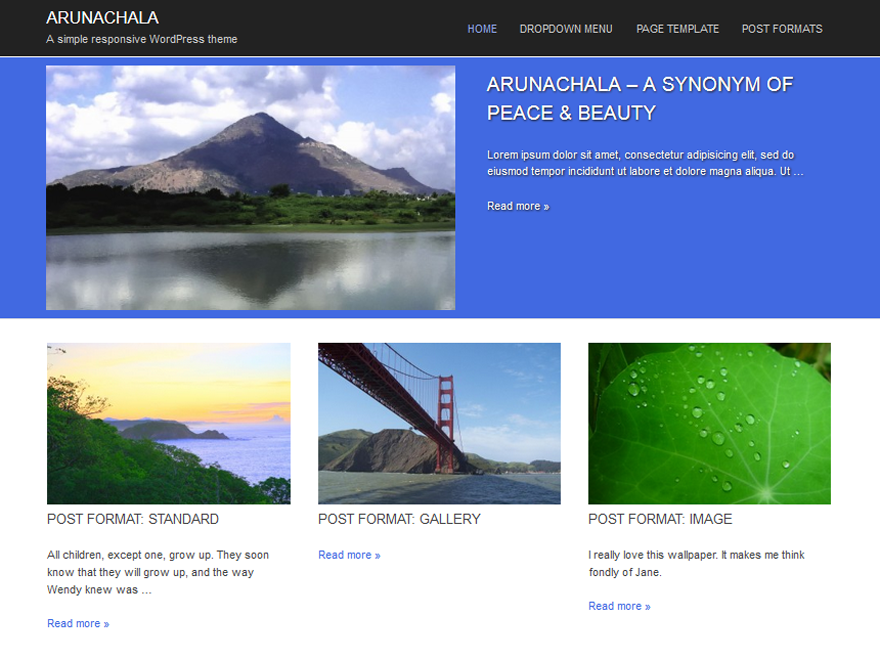 ARUNACHALA
A simple responsive WordPress theme
HOME DROPDOWN MENU PAGE TEMPLATE POST FORMATS
ARUNACHALA – A SYNONYM OF
PEACE & BEAUTY
Lorem ipsum dolor sit amet, consectetur adipisicing elit, sed do
eiusmod tempor incididunt ut labore et dolore magna aliqua. Ut …
Read more »
POST FORMAT: STANDARD
All children, except one, grow up. They soon
know that they will grow up, and the way
Wendy knew was …
Read more »
POST FORMAT: GALLERY
Read more »
POST FORMAT: IMAGE
I really love this wallpaper. It makes me think
fondly of Jane.
Read more »